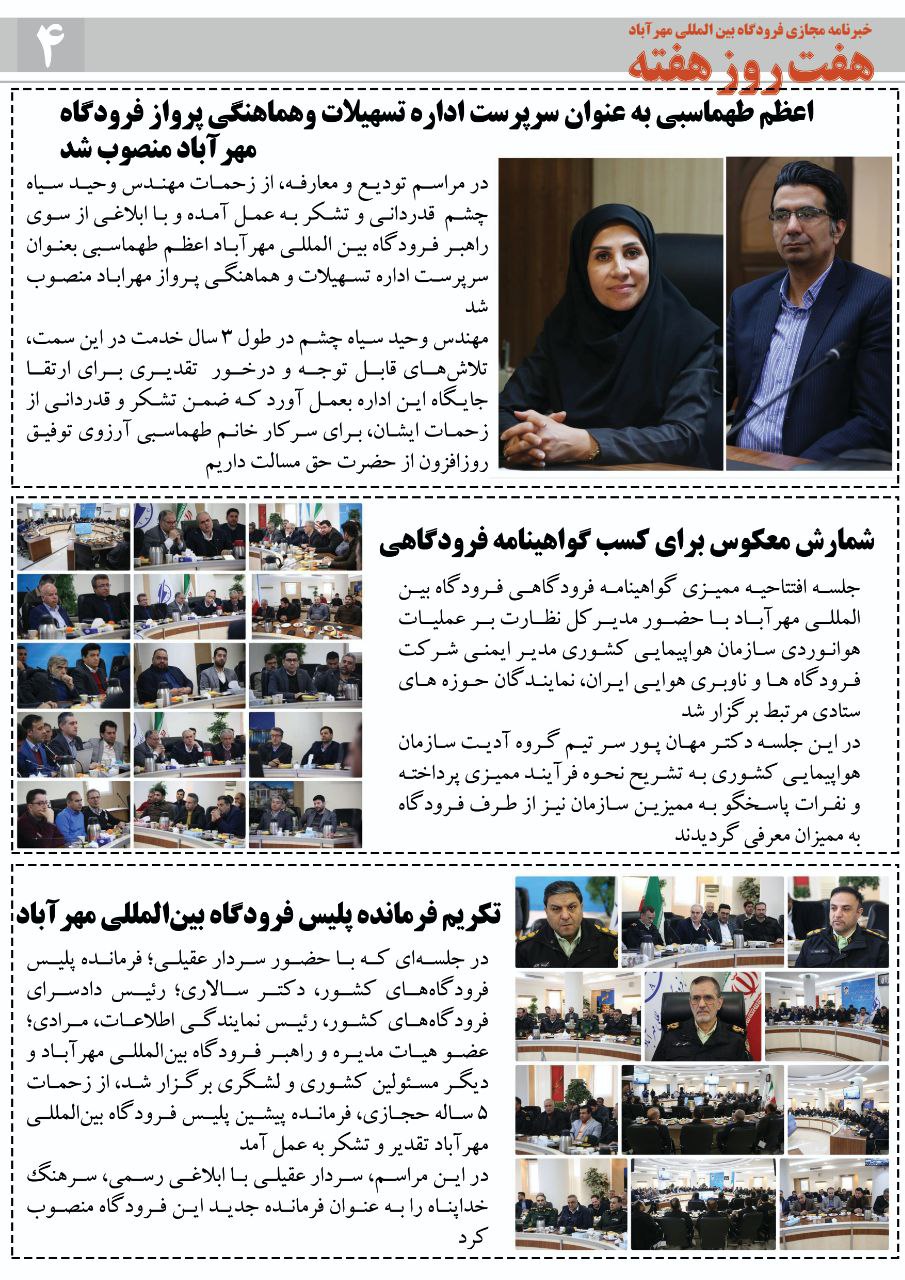 خبرنامه مجازی فرودگاه بین المللی مهرآباد
هفت روز هفته
۴
اعظم طهماسبی به عنوان سرپرست اداره تسهیلات وهماهنگی پرواز فرودگاه
مهرآباد منصوب شد
در مراسم تودیع و معارفه، از زحمات مهندس وحید سیاه
چشم قدردانی و تشکر به عمل آمده و با ابلاغی از سوی
راهبر فرودگاه بین المللی مهرآباد اعظم طهماسبی بعنوان
سرپرست اداره تسهیلات و هماهنگی پرواز مهراباد منصوب
شد
مهندس وحید سیاه چشم در طول ۳ سال خدمت در این سمت،
تلاش‌های قابل توجه و درخور تقدیری برای ارتقا
جایگاه این اداره بعمل آورد که ضمن تشکر و قدردانی از
زحمات ایشان، برای سرکار خانم طهماسبی آرزوی توفیق
روزافزون از حضرت حق مسالت داریم
شمارش معکوس برای کسب گواهینامه فرودگاهی
جلسه افتتاحیه ممیزی گواهینامه فرودگاهی فرودگاه بین
المللی مهرآباد با حضور مدیر کل نظارت بر عملیات
هوانوردی سازمان هواپیمایی کشوری مدیر ایمنی شرکت
فرودگاه ها و ناوبری هوایی ایران، نمایندگان حوزه های
ستادی مرتبط برگزار شد
در این جلسه دکتر مهان پور سر تیم گروه آدیت سازمان
هواپیمایی کشوری به تشریح نحوه فرآیند ممیزی پرداخته
و نفرات پاسخگو به ممیزین سازمان نیز از طرف فرودگاه
به ممیزان معرفی گردیدند
تکریم فرمانده پلیس فرودگاه بین‌المللی مهرآباد
در جلسه‌ای که با حضور سردار عقیلی؛ فرمانده پلیس
فرودگاه‌های کشور، دکتر سالاری؛ رئیس دادسرای
فرودگاه‌های کشور، رئیس نمایندگی اطلاعات، مرادی؛
عضو هیات مدیره و راهبر فرودگاه بین‌المللی مهرآباد و
دیگر مسئولین کشوری و لشگری برگزار شد، از زحمات
۵ ساله حجازی، فرمانده پیشین پلیس فرودگاه بین‌المللی
مهرآباد تقدیر و تشکر به عمل آمد
در این مراسم، سردار عقیلی با ابلاغی رسمی، سرهنگ
خداپناه را به عنوان فرمانده جدید این فرودگاه منصوب
کرد